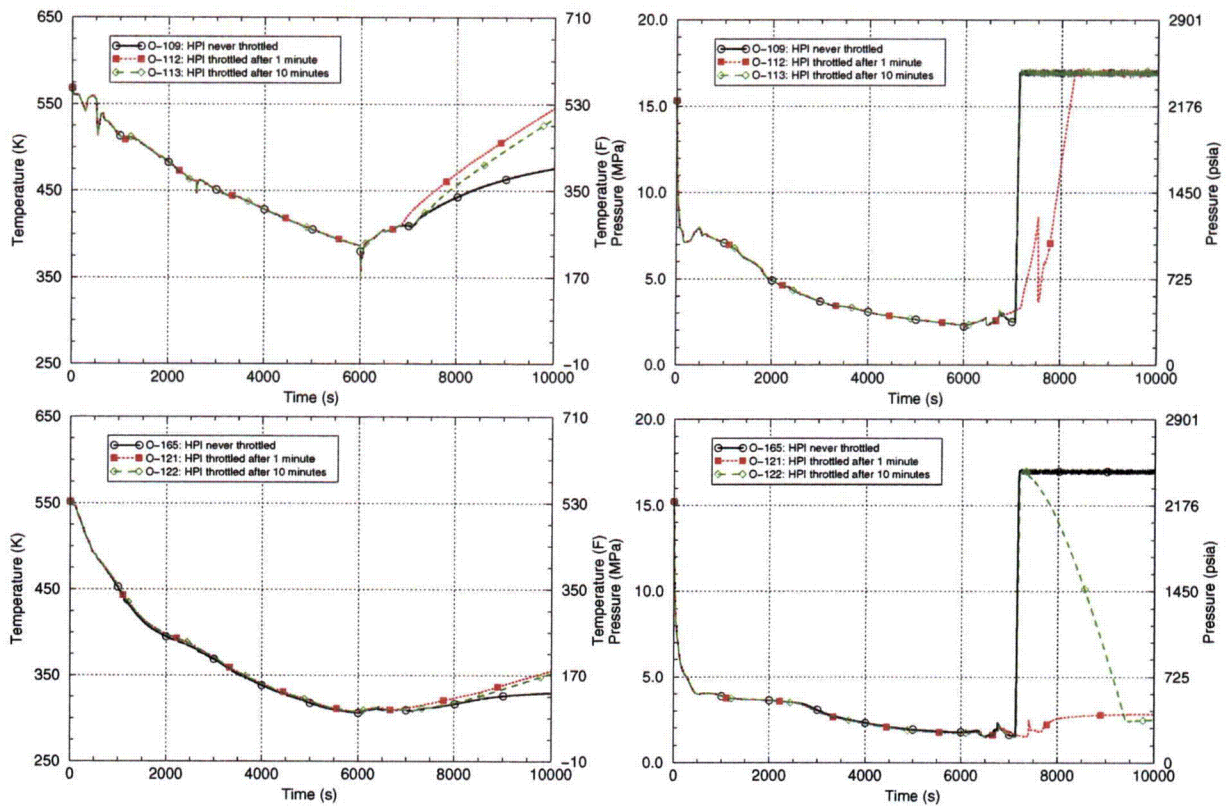 650
550
450
350
250
Temperature (K)
O-109: HPI never throttled
O-112: HPI throttled after 1 minute
O-113: HPI throttled after 10 minutes
710
530
350
170
-10
Temperature (F)
0 2000 4000 6000 8000 10000
Time (s)
20.0
15.0
10.0
5.0
0.0
Pressure (MPa)
O-109: HPI never throttled
O-112: HPI throttled after 1 minute
O-113: HPI throttled after 10 minutes
2901
2176
1450
725
0
Pressure (psia)
0 2000 4000 6000 8000 10000
Time (s)
650
550
450
350
250
Temperature (K)
O-165: HPI never throttled
O-121: HPI throttled after 1 minute
O-122: HPI throttled after 10 minutes
710
530
350
170
-10
Temperature (F)
0 2000 4000 6000 8000 10000
Time (s)
20.0
15.0
10.0
5.0
0.0
Pressure (MPa)
O-165: HPI never throttled
O-121: HPI throttled after 1 minute
O-122: HPI throttled after 10 minutes
2901
2176
1450
725
0
Pressure (psia)
0 2000 4000 6000 8000 10000
Time (s)